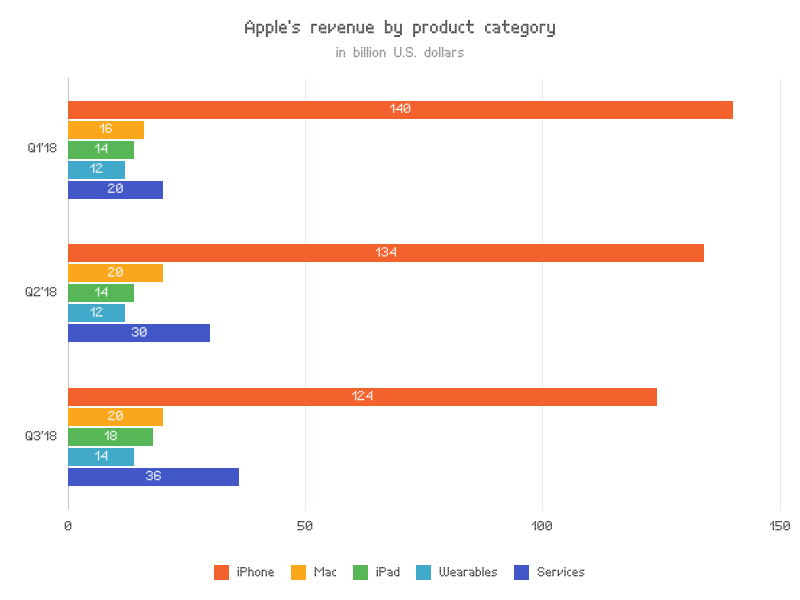 Apple's revenue by product category
in billion U.S. dollars
140
16
Q1'18
14
12
20
134
20
Q2'18
14
12
30
124
20
Q3'18
18
14
36
0 50 100 150
iPhone Mac iPad Wearables Services